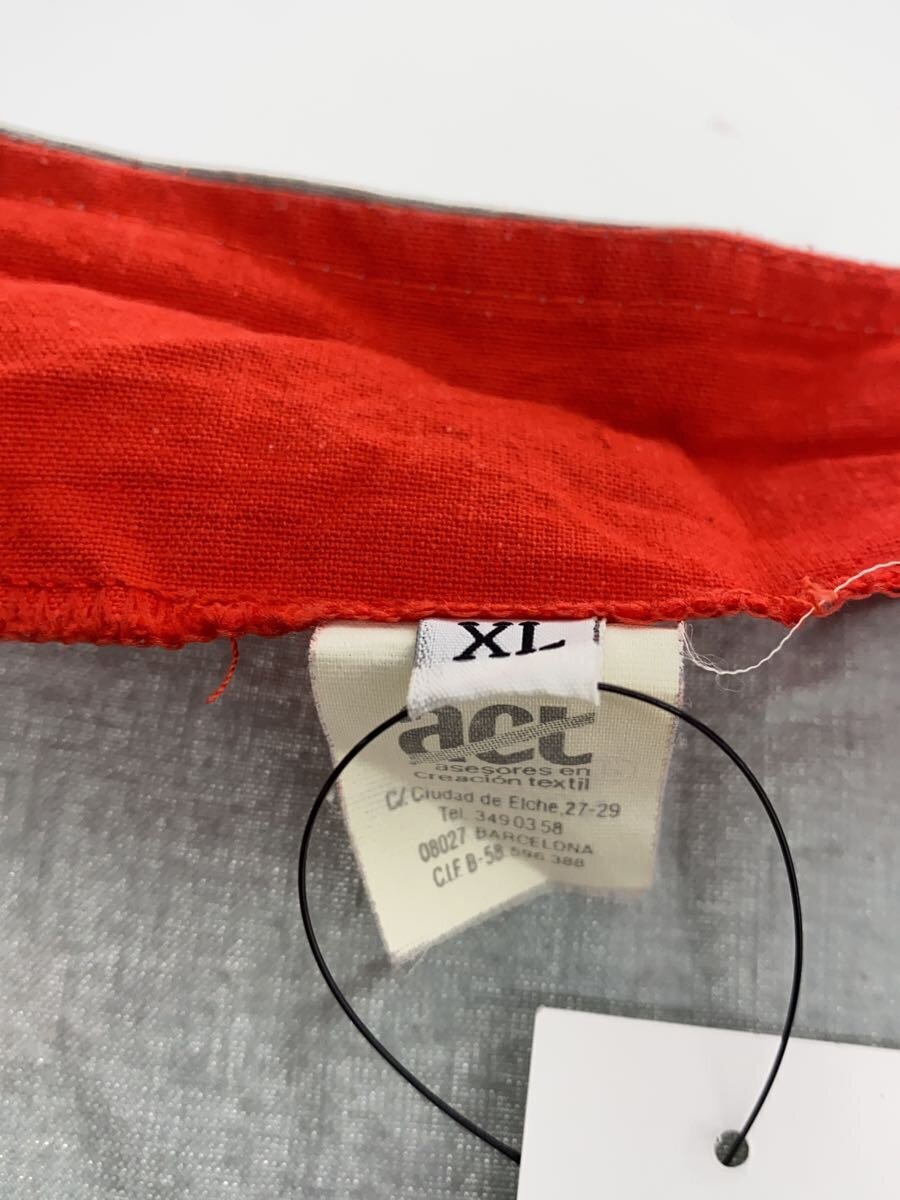 XL
act
asesores en
creación textil
C/. Ciudad de Elche, 27-29
Tel. 349 03 58
08027 BARCELONA
C.I.F. B-58 596 388